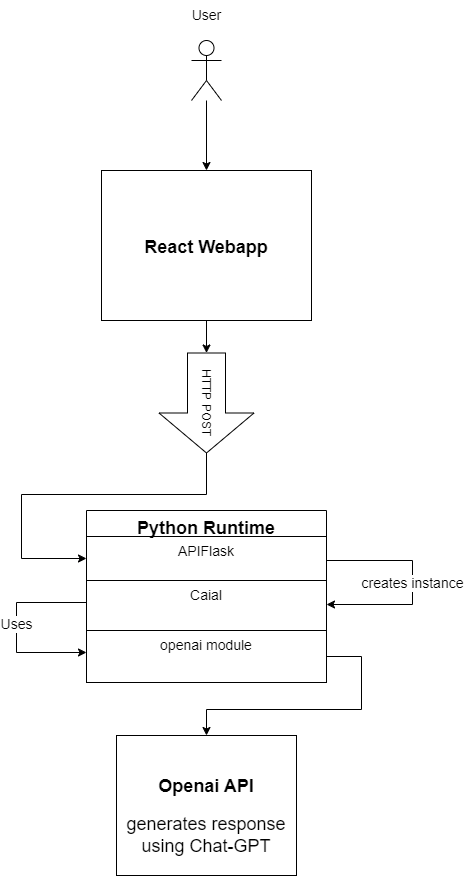 User
React Webapp
HTTP POST
Python Runtime
APIFlask
creates instance
Caial
Uses
openai module
Openai API
generates response
using Chat-GPT